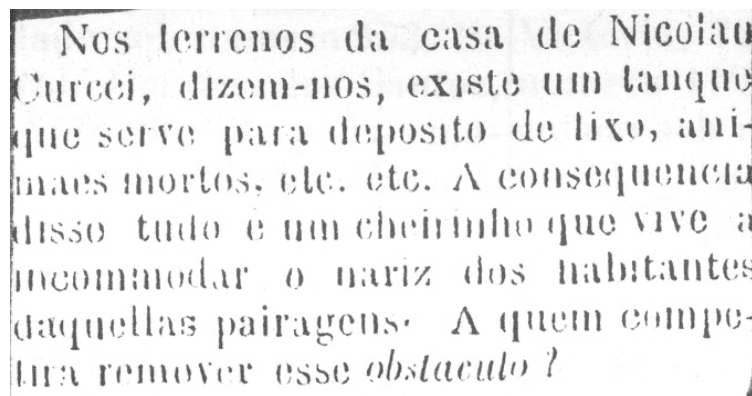 Nos terrenos da casa de Nicolau
Curcci, dizem-nos, existe um tanque
que serve para deposito de lixo, ani-
maes mortos, etc. etc. A consequencia
disso tudo é um cheirinho que vive a
incommodar o nariz dos habitantes
daquellas pairagens. A quem compe-
tirá remover esse obstaculo ?